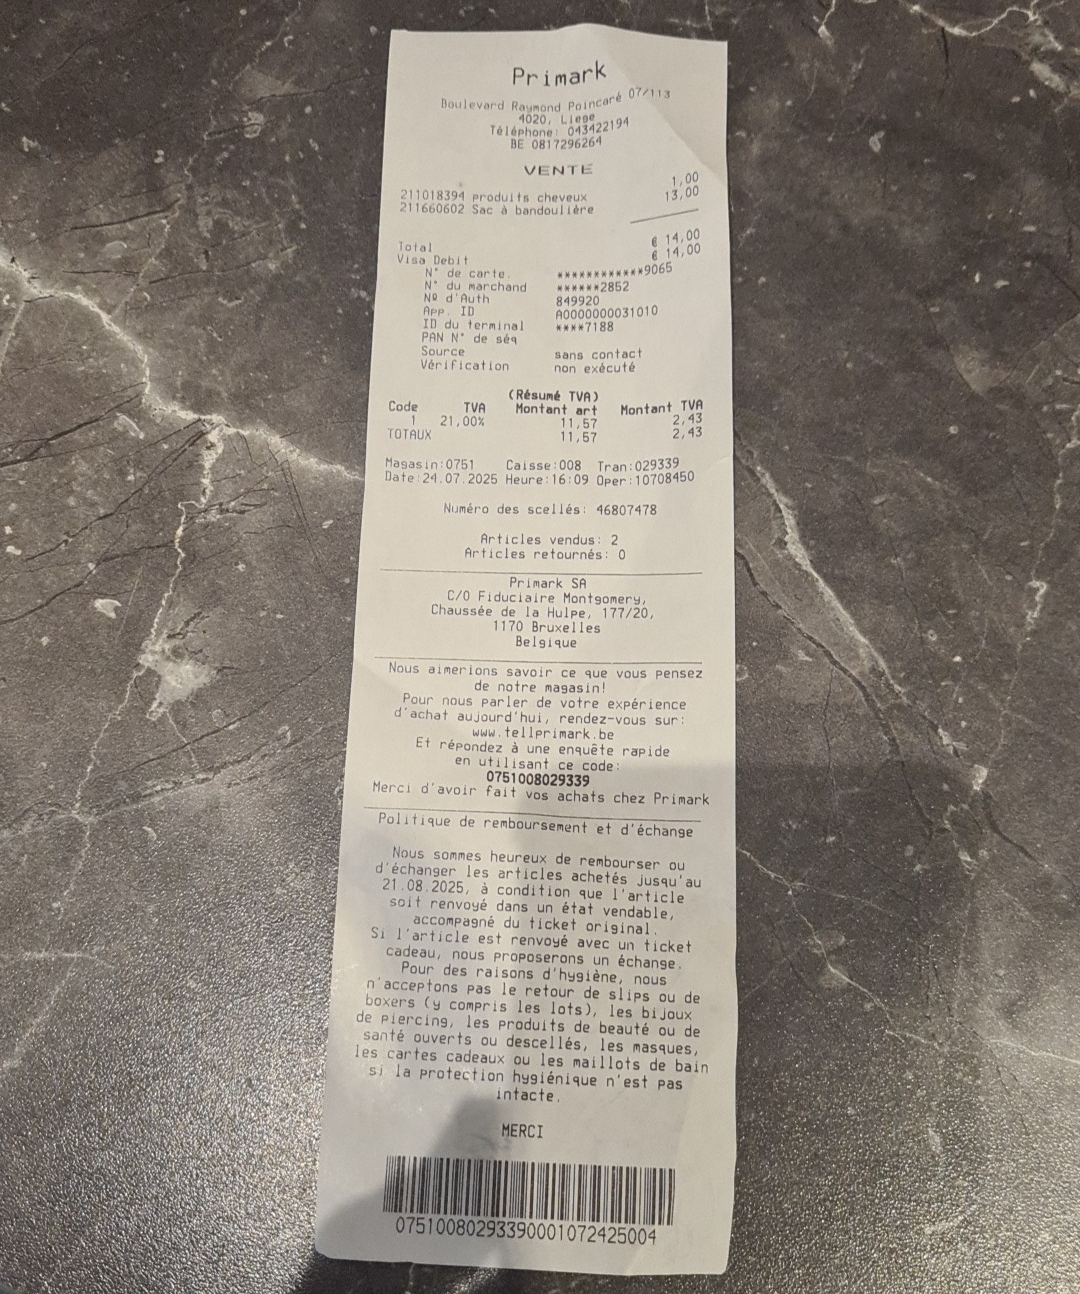 Primark
Boulevard Raymond Poincaré 07/113
4020, Liege
Téléphone: 043422194
BE 0817296264
VENTE
211018394 produits cheveux 1,00
211660602 Sac à bandoulière 13,00
Total € 14,00
Visa Debit € 14,00
N° de carte. ************9065
N° du marchand ******2852
Nº d'Auth 849920
App. ID A0000000031010
ID du terminal ****7188
PAN N° de séq
Source sans contact
Vérification non exécuté
(Résumé TVA)
Code TVA Montant art Montant TVA
1 21,00% 11,57 2,43
TOTAUX 11,57 2,43
Magasin:0751 Caisse:008 Tran:029339
Date:24.07.2025 Heure:16:09 Oper:10708450
Numéro des scellés: 46807478
Articles vendus: 2
Articles retournés: 0
Primark SA
C/O Fiduciaire Montgomery,
Chaussée de la Hulpe, 177/20,
1170 Bruxelles
Belgique
Nous aimerions savoir ce que vous pensez
de notre magasin!
Pour nous parler de votre expérience
d'achat aujourd'hui, rendez-vous sur:
www.tellprimark.be
Et répondez à une enquête rapide
en utilisant ce code:
0751008029339
Merci d'avoir fait vos achats chez Primark
Politique de remboursement et d'échange
Nous sommes heureux de rembourser ou
d'échanger les articles achetés jusqu'au
21.08.2025, à condition que l'article
soit renvoyé dans un état vendable,
accompagné du ticket original.
Si l'article est renvoyé avec un ticket
cadeau, nous proposerons un échange.
Pour des raisons d'hygiène, nous
n'acceptons pas le retour de slips ou de
boxers (y compris les lots), les bijoux
de piercing, les produits de beauté ou de
santé ouverts ou descellés, les masques,
les cartes cadeaux ou les maillots de bain
si la protection hygiénique n'est pas
intacte.
MERCI
07510080293390001072425004